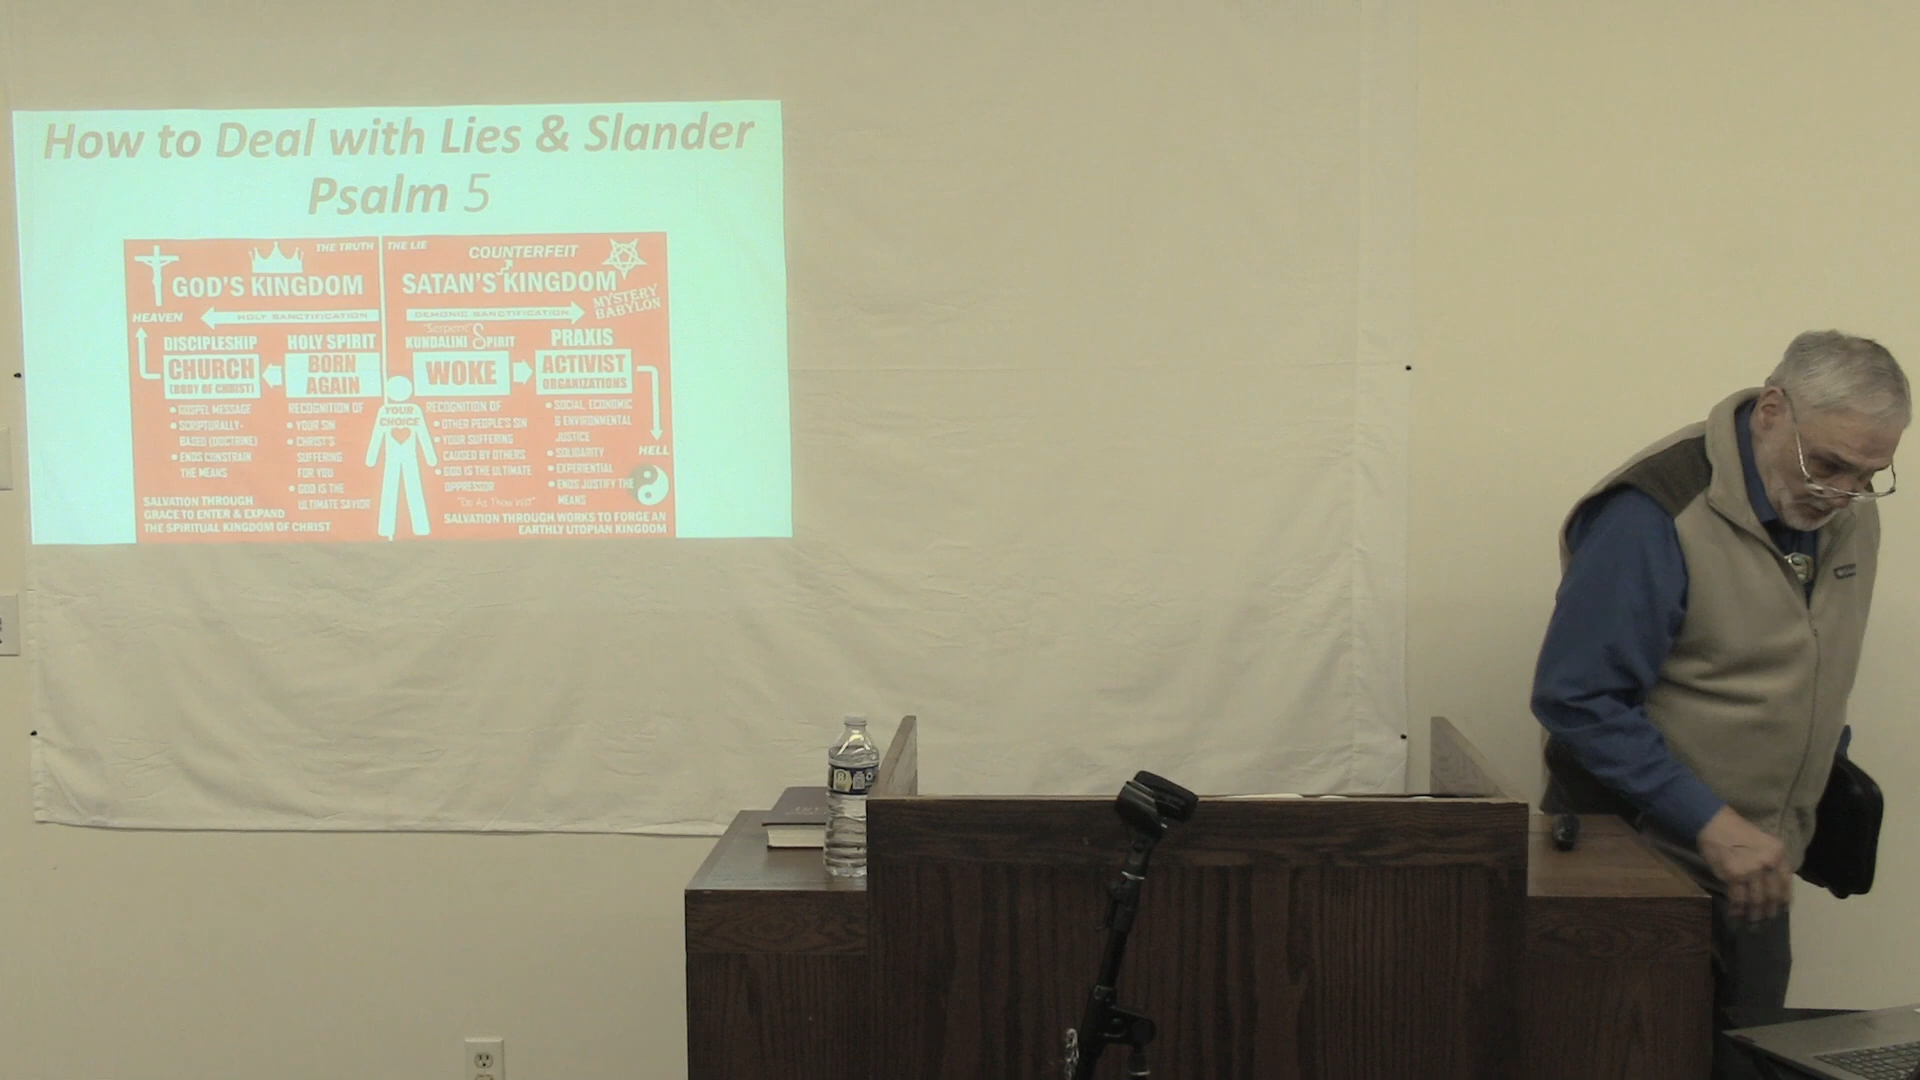 How to Deal with Lies & Slander
Psalm 5
THE TRUTH
GOD'S KINGDOM
HEAVEN
HOLY SANCTIFICATION
DISCIPLESHIP
CHURCH
(BODY OF CHRIST)
• GOSPEL MESSAGE
• SCRIPTURALLY-
BASED (DOCTRINE)
• ENDS CONSTRAIN
THE MEANS
HOLY SPIRIT
BORN
AGAIN
RECOGNITION OF
• YOUR SIN
• CHRIST'S
SUFFERING
FOR YOU
• GOD IS THE
ULTIMATE SAVIOR
SALVATION THROUGH
GRACE TO ENTER & EXPAND
THE SPIRITUAL KINGDOM OF CHRIST
YOUR
CHOICE
THE LIE
COUNTERFEIT
SATAN'S KINGDOM
MYSTERY
BABYLON
DEMONIC SANCTIFICATION
"Serpent"
KUNDALINI SPIRIT
WOKE
RECOGNITION OF
• OTHER PEOPLE'S SIN
• YOUR SUFFERING
CAUSED BY OTHERS
• GOD IS THE ULTIMATE
OPPRESSOR
"Do As Thou Wilt"
PRAXIS
ACTIVIST
ORGANIZATIONS
• SOCIAL, ECONOMIC
& ENVIRONMENTAL
JUSTICE
• SOLIDARITY
• EXPERIENTIAL
• ENDS JUSTIFY THE
MEANS
HELL
SALVATION THROUGH WORKS TO FORGE AN
EARTHLY UTOPIAN KINGDOM